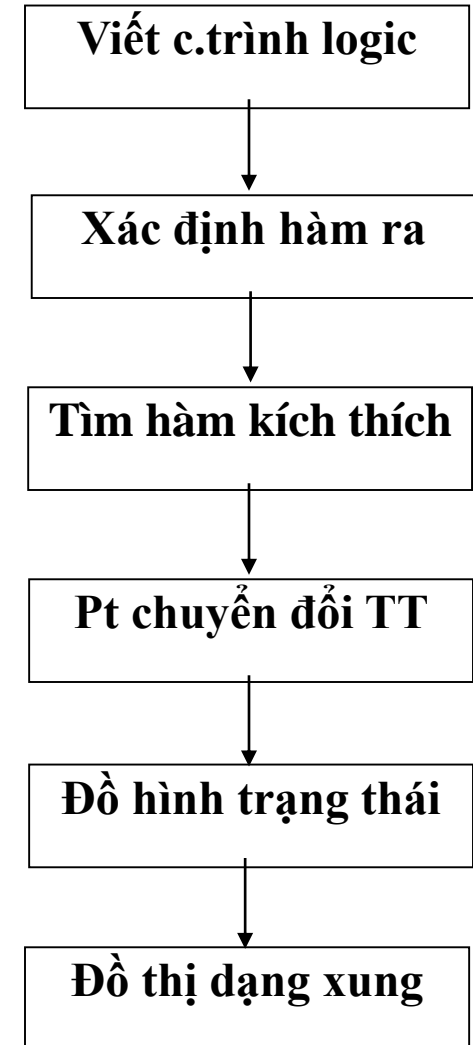 Viết c.trình logic
Xác định hàm ra
Tìm hàm kích thích
Pt chuyển đổi TT
Đồ hình trạng thái
Đồ thị dạng xung